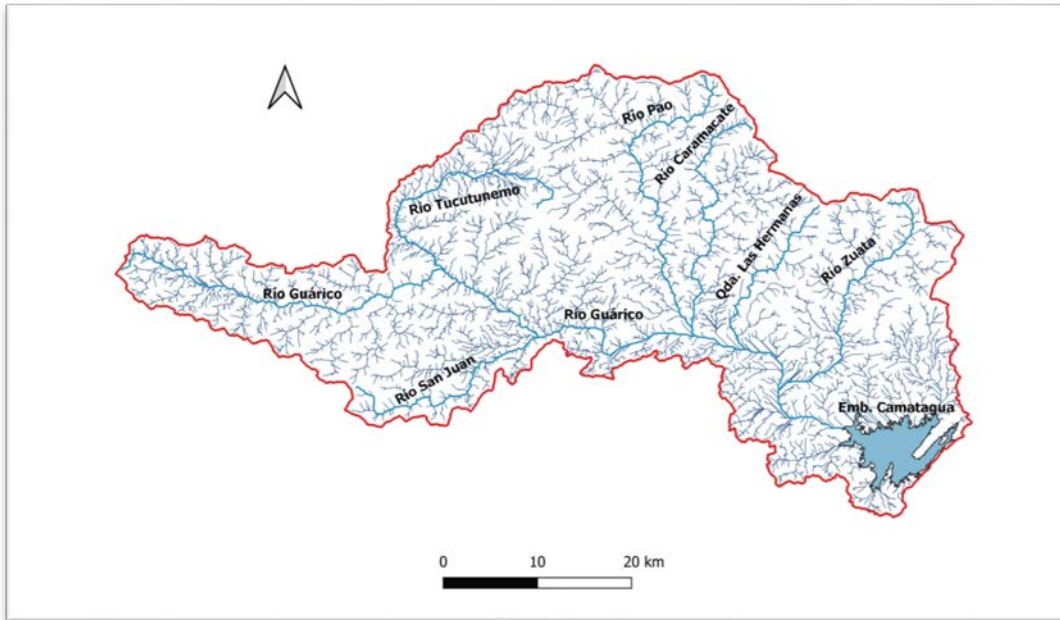 Río Pao
Río Caramacate
Río Tucutunemo
Qda. Las Hermanas
Río Zuata
Río Guárico
Río Guárico
Río San Juan
Emb. Camatagua
0 10 20 km